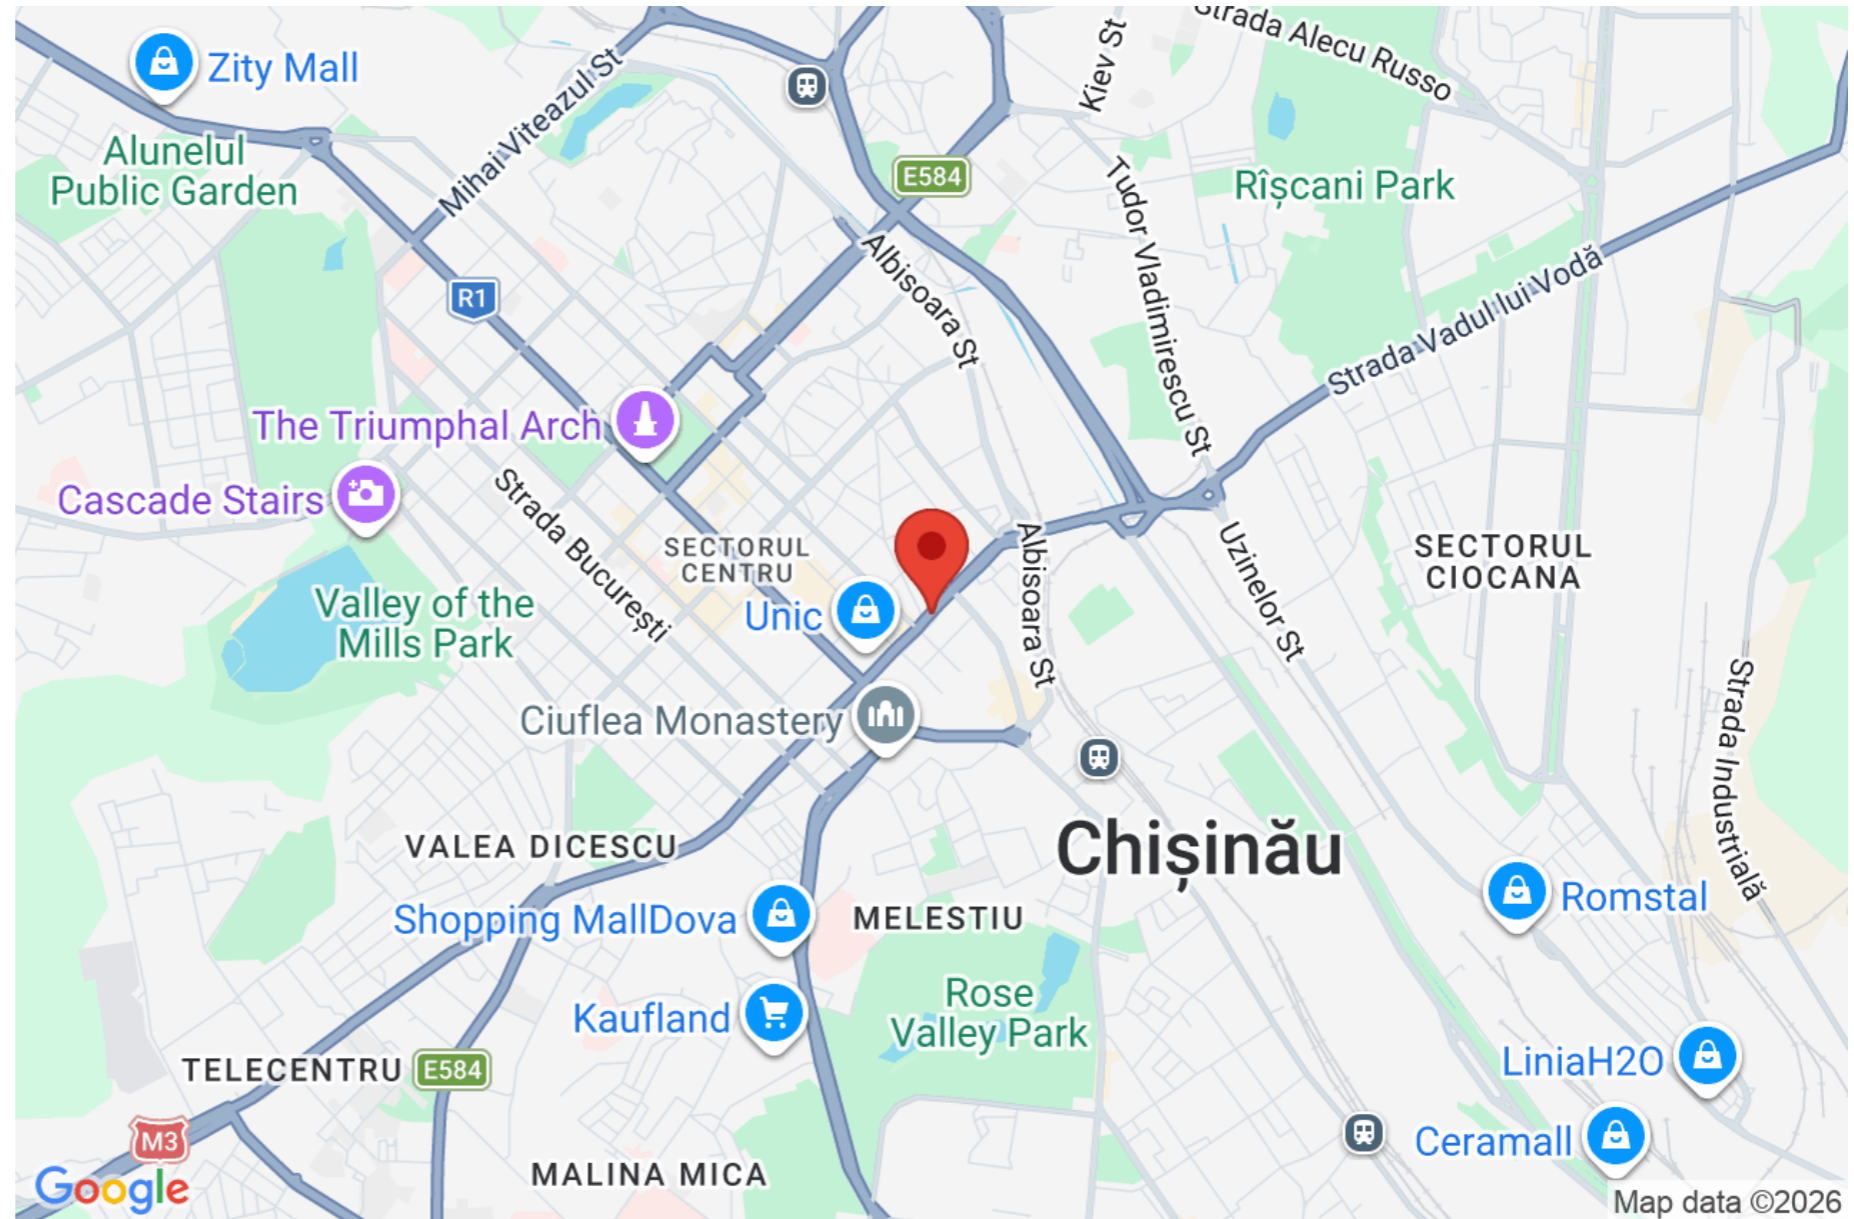 Strada Alecu Russo
Kiev St
Zity Mall
Mihai Viteazul St
Alunelul
Public Garden
E584
Rîșcani Park
Tudor Vladimirescu St
Albisoara St
R1
Strada Vadul lui Vodă
The Triumphal Arch
Cascade Stairs
Strada București
SECTORUL
CENTRU
Albisoara St
Uzinelor St
SECTORUL
CIOCANA
Valley of the
Mills Park
Unic
Strada Industrială
Ciuflea Monastery
VALEA DICESCU
Chișinău
Shopping MallDova
MELESTIU
Romstal
Kaufland
Rose
Valley Park
TELECENTRU
E584
LiniaH2O
M3
Ceramall
MALINA MICA
Google
Map data ©2026